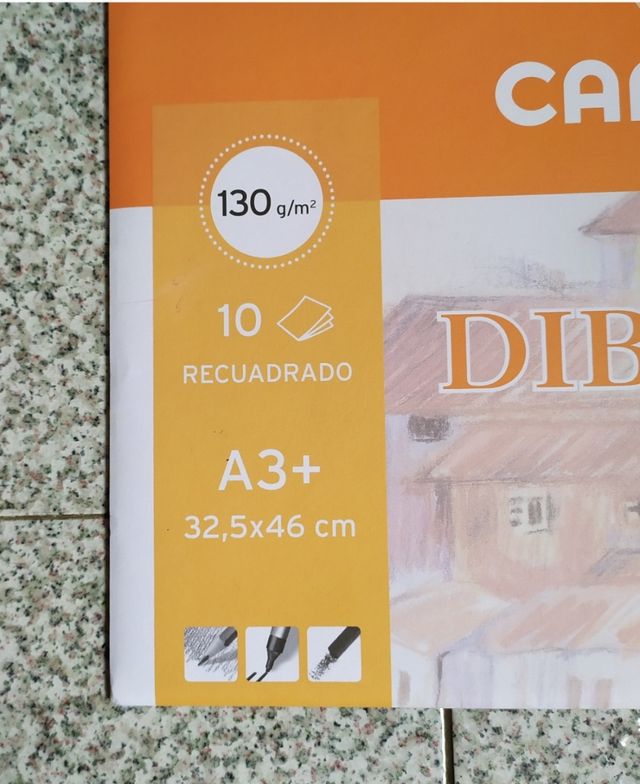 CA
130 g/m²
10
RECUADRADO
DIB
A3+
32,5x46 cm